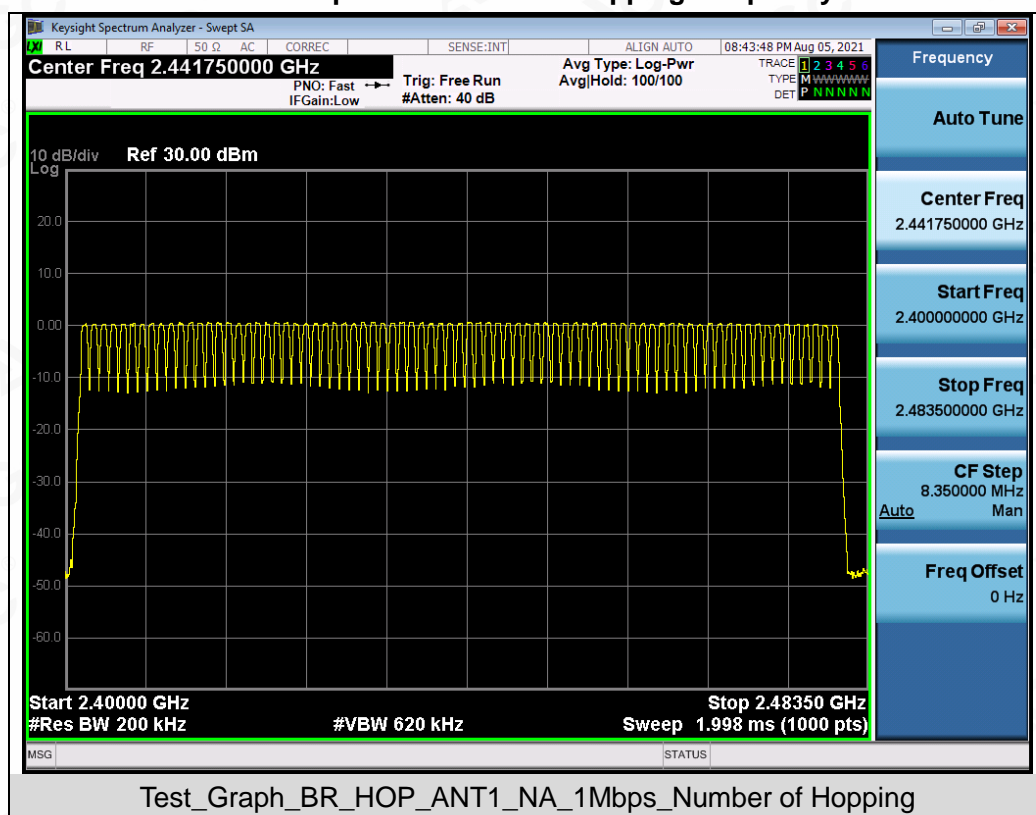 Keysight Spectrum Analyzer - Swept SA
LXI RL RF 50 Ω AC CORREC SENSE:INT ALIGN AUTO 08:43:48 PM Aug 05, 2021
Center Freq 2.441750000 GHz
PNO: Fast
IFGain:Low
Trig: Free Run
#Atten: 40 dB
Avg Type: Log-Pwr
Avg|Hold: 100/100
TRACE 1 2 3 4 5 6
TYPE M WWWWW
DET P N N N N N
10 dB/div Ref 30.00 dBm
Log
20.0
10.0
0.00
-10.0
-20.0
-30.0
-40.0
-50.0
-60.0
Start 2.40000 GHz Stop 2.48350 GHz
#Res BW 200 kHz #VBW 620 kHz Sweep 1.998 ms (1000 pts)
MSG STATUS
Frequency
Auto Tune
Center Freq
2.441750000 GHz
Start Freq
2.400000000 GHz
Stop Freq
2.483500000 GHz
CF Step
8.350000 MHz
Auto Man
Freq Offset
0 Hz
Test_Graph_BR_HOP_ANT1_NA_1Mbps_Number of Hopping